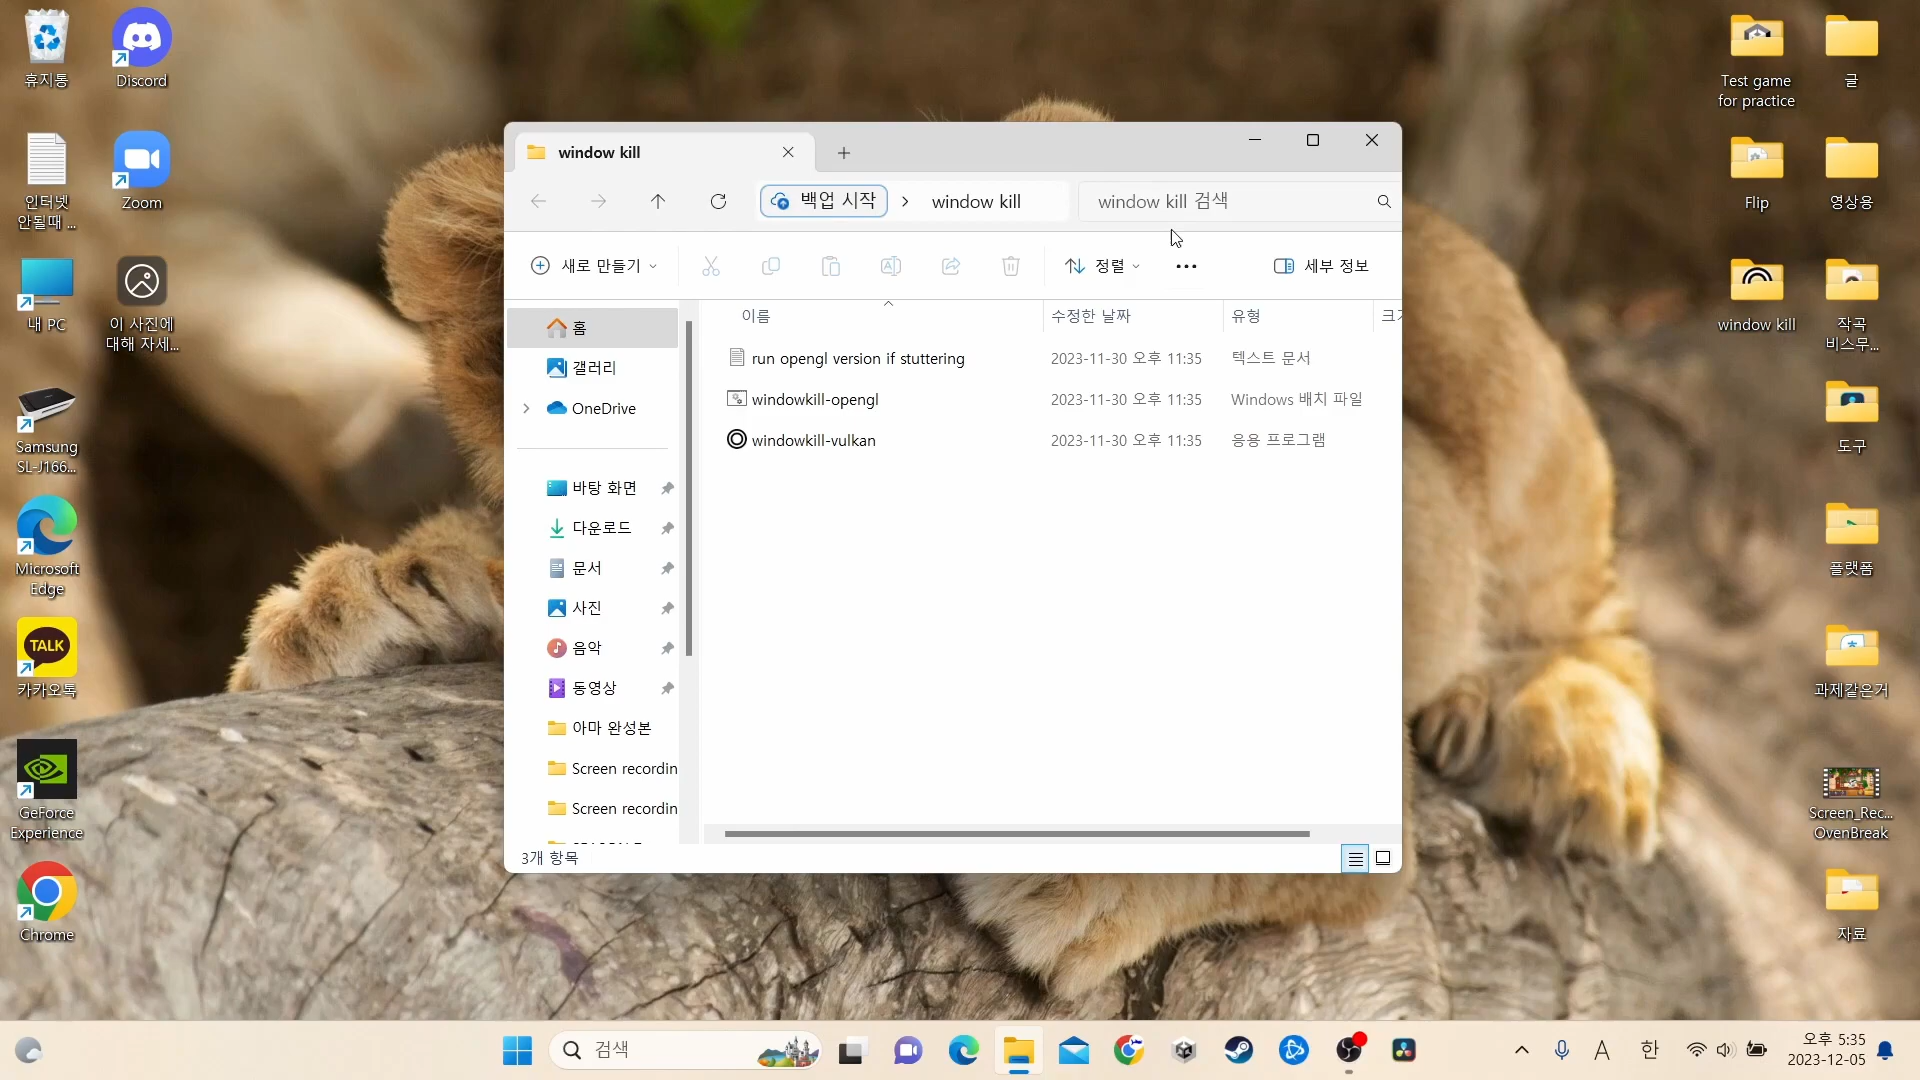 휴지통
Discord
인터넷
안될때 ...
Zoom
내 PC
이 사진에
대해 자세...
Samsung
SL-J166...
Microsoft
Edge
TALK
카카오톡
GeForce
Experience
Chrome
window kill
백업 시작
window kill
window kill 검색
새로 만들기
정렬
세부 정보
홈
갤러리
OneDrive
바탕 화면
다운로드
문서
사진
음악
동영상
아마 완성본
Screen recordin
Screen recordin
이름
수정한 날짜
유형
run opengl version if stuttering
2023-11-30 오후 11:35
텍스트 문서
windowkill-opengl
2023-11-30 오후 11:35
Windows 배치 파일
windowkill-vulkan
2023-11-30 오후 11:35
응용 프로그램
3개 항목
Test game
for practice
글
Flip
영상용
window kill
작곡
비스무...
도구
플랫폼
과제같은거
Screen_Rec...
OvenBreak
자료
검색
A
한
오후 5:35
2023-12-05